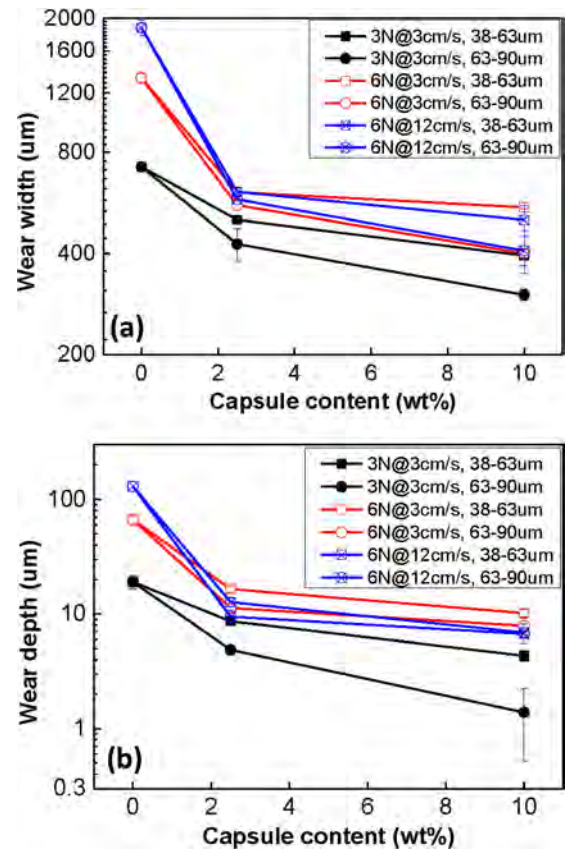 2000
1600
1200
800
400
200
Wear width (um)
3N@3cm/s, 38-63um
3N@3cm/s, 63-90um
6N@3cm/s, 38-63um
6N@3cm/s, 63-90um
6N@12cm/s, 38-63um
6N@12cm/s, 63-90um
(a)
0 2 4 6 8 10
Capsule content (wt%)
100
10
1
0.3
Wear depth (um)
3N@3cm/s, 38-63um
3N@3cm/s, 63-90um
6N@3cm/s, 38-63um
6N@3cm/s, 63-90um
6N@12cm/s, 38-63um
6N@12cm/s, 63-90um
(b)
0 2 4 6 8 10
Capsule content (wt%)